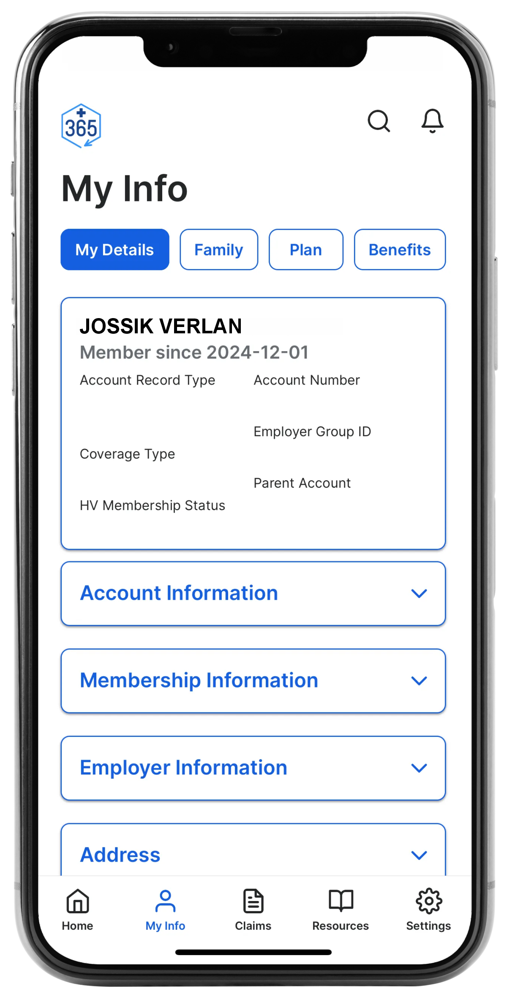 365
My Info
My Details Family Plan Benefits
JOSSIK VERLAN
Member since 2024-12-01
Account Record Type Account Number
Employer Group ID
Coverage Type
Parent Account
HV Membership Status
Account Information
Membership Information
Employer Information
Address
Home My Info Claims Resources Settings